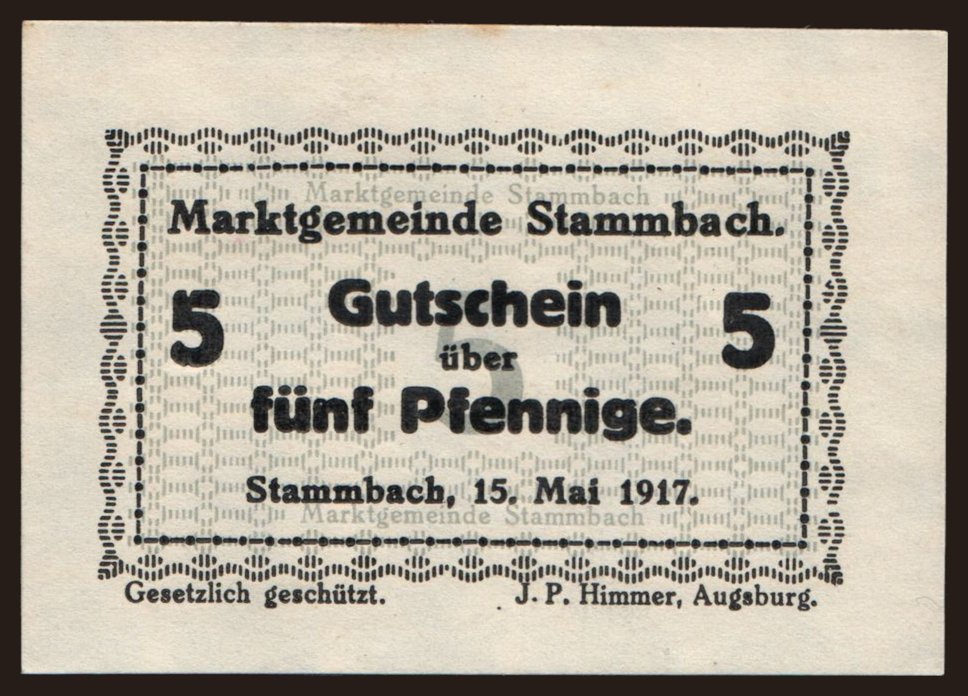 Marktgemeinde Stammbach
Marktgemeinde Stammbach.
5 Gutschein 5
5
über
fünf Pfennige.
Stammbach, 15. Mai 1917.
Marktgemeinde Stammbach
Gesetzlich geschützt. J. P. Himmer, Augsburg.